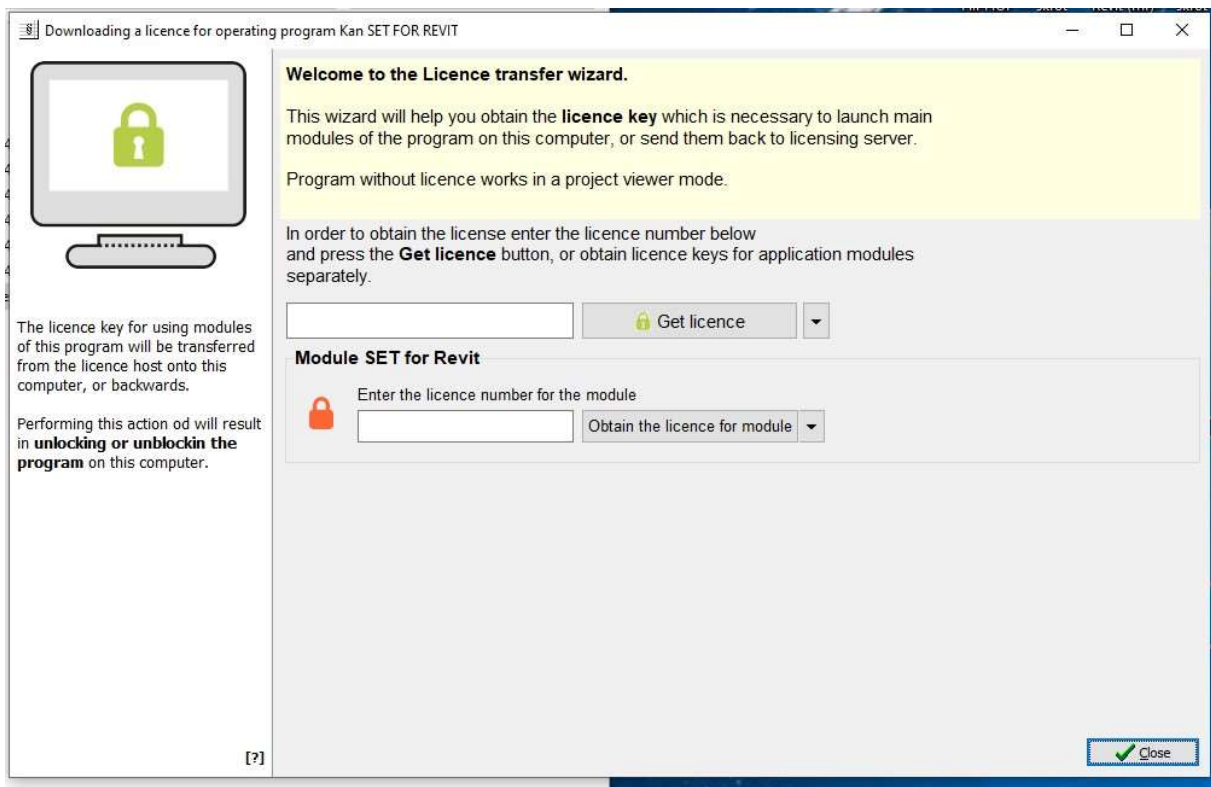 Downloading a licence for operating program Kan SET FOR REVIT
Welcome to the Licence transfer wizard.
This wizard will help you obtain the licence key which is necessary to launch main
modules of the program on this computer, or send them back to licensing server.
Program without licence works in a project viewer mode.
In order to obtain the license enter the licence number below
and press the Get licence button, or obtain licence keys for application modules
separately.
Get licence
The licence key for using modules
of this program will be transferred
from the licence host onto this
computer, or backwards.
Performing this action od will result
in unlocking or unblockin the
program on this computer.
Module SET for Revit
Enter the licence number for the module
Obtain the licence for module
[?]
Close